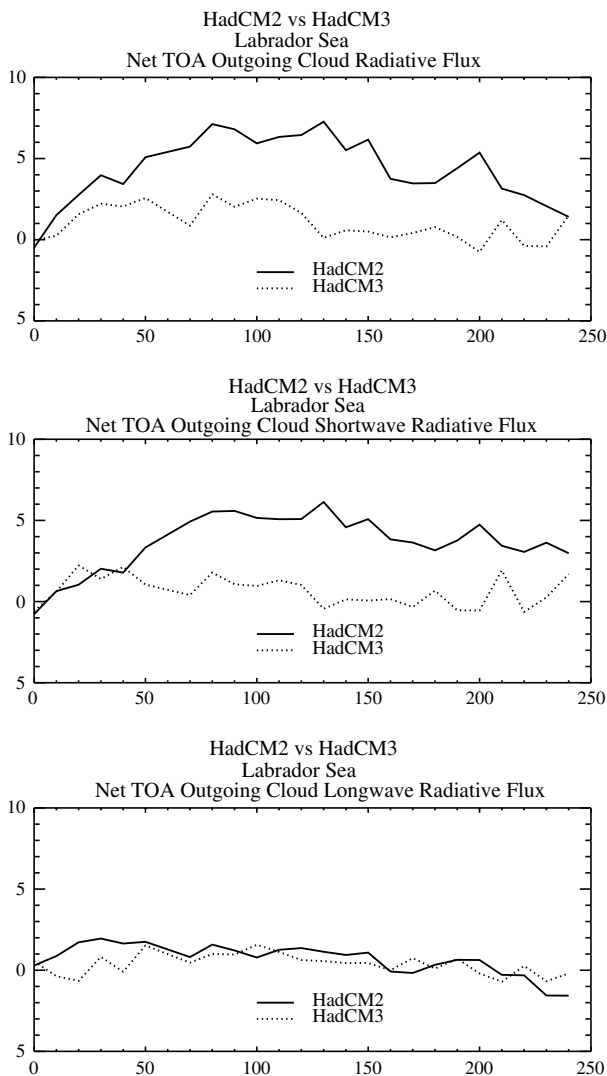 HadCM2 vs HadCM3
Labrador Sea
Net TOA Outgoing Cloud Radiative Flux
10
5
0
5
HadCM2
HadCM3
0 50 100 150 200 250
HadCM2 vs HadCM3
Labrador Sea
Net TOA Outgoing Cloud Shortwave Radiative Flux
10
5
0
5
HadCM2
HadCM3
0 50 100 150 200 250
HadCM2 vs HadCM3
Labrador Sea
Net TOA Outgoing Cloud Longwave Radiative Flux
10
5
0
5
HadCM2
HadCM3
0 50 100 150 200 250